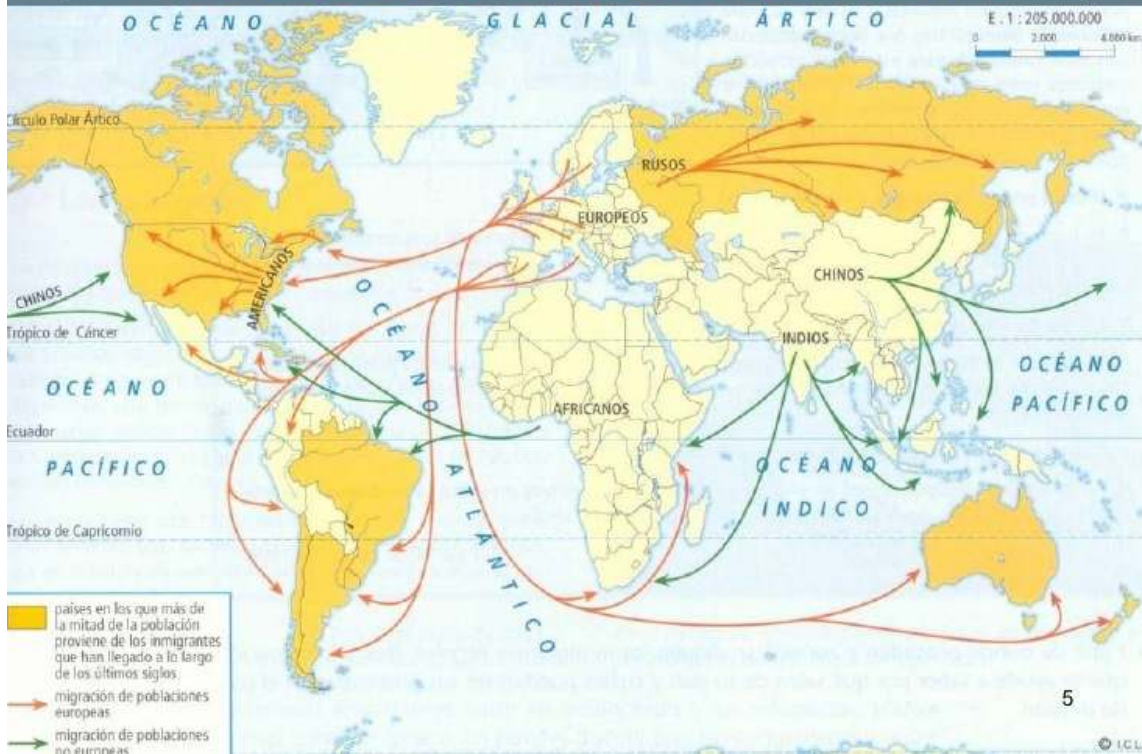 OCÉANO GLACIAL ÁRTICO
E. 1 : 205.000.000
0 2.000 4.000 km
Círculo Polar Ártico
RUSOS
EUROPEOS
CHINOS
AMERICANOS
CHINOS
Trópico de Cáncer
INDIOS
OCÉANO
ATLÁNTICO
OCÉANO
PACÍFICO
AFRICANOS
OCÉANO
PACÍFICO
Ecuador
OCÉANO
ÍNDICO
Trópico de Capricornio
países en los que más de
la mitad de la población
proviene de los inmigrantes
que han llegado a lo largo
de los últimos siglos
migración de poblaciones
europeas
migración de poblaciones
no europeas
5